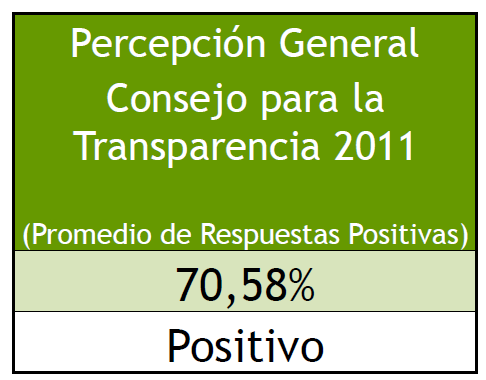 Percepción General
Consejo para la
Transparencia 2011
(Promedio de Respuestas Positivas)
70,58%
Positivo